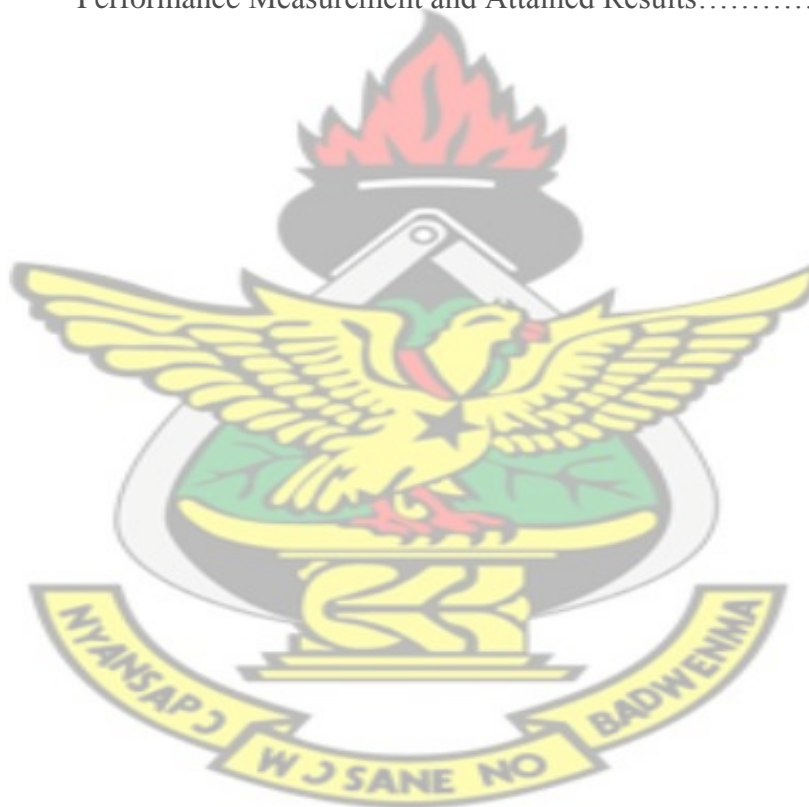 Performance Measurement and Attained Results…………
NYANSAPƆ
WƆSANE NO
BADWENMA